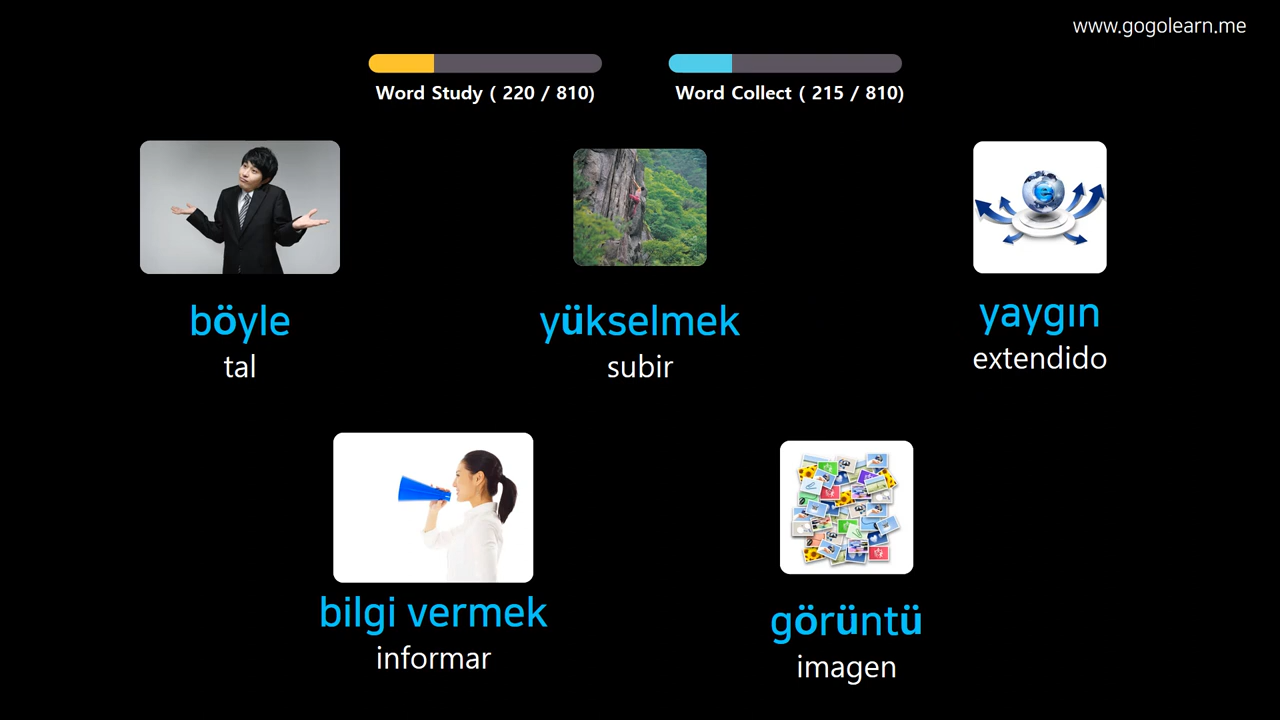 www.gogolearn.me
Word Study ( 220 / 810)
Word Collect ( 215 / 810)
böyle
tal
yükselmek
subir
yaygın
extendido
bilgi vermek
informar
görüntü
imagen